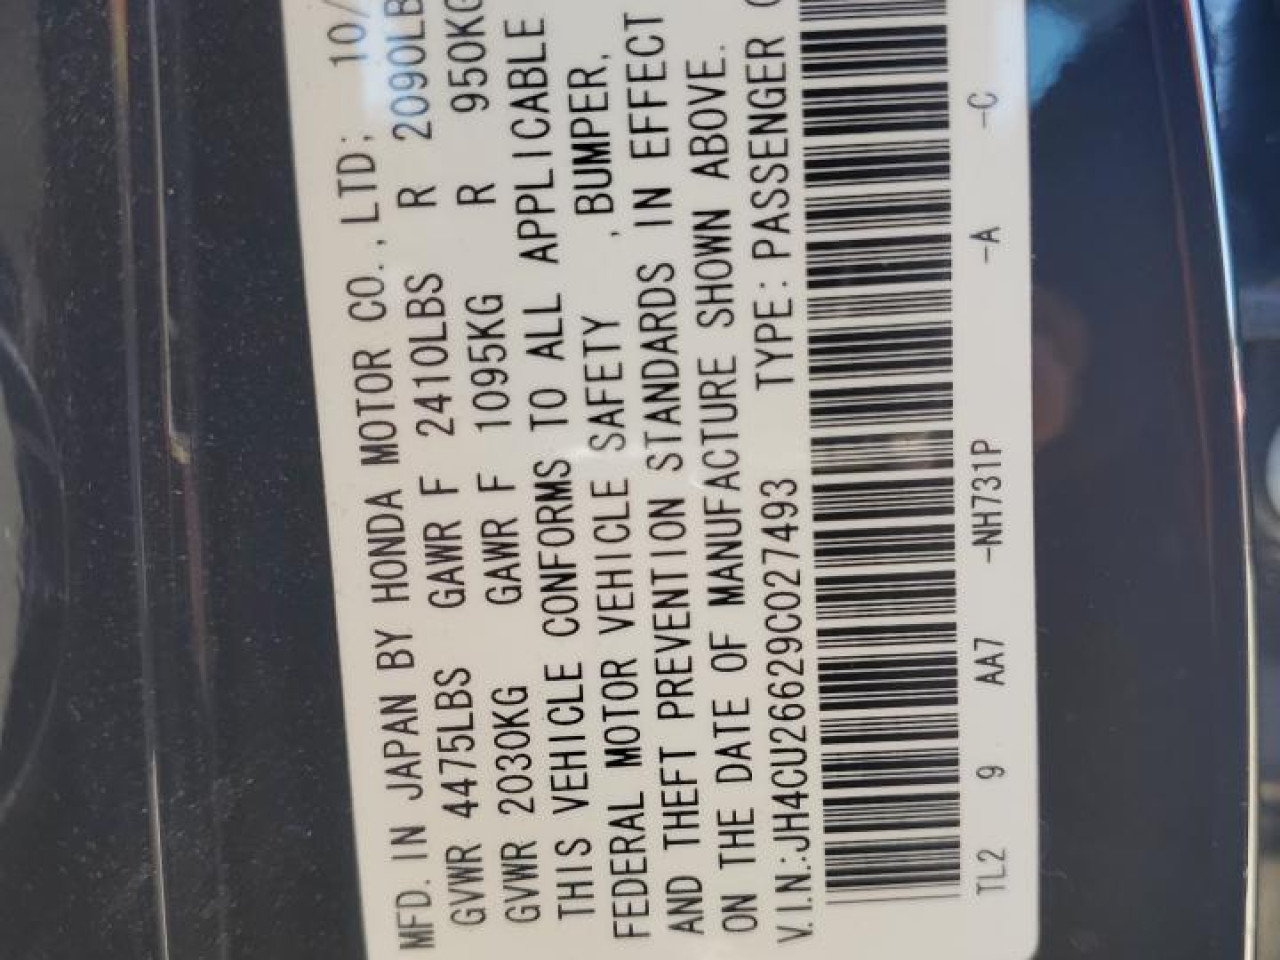 MFD. IN JAPAN BY HONDA MOTOR CO., LTD; 10/
GVWR 4475LBS GAWR F 2410LBS R 2090LB
GVWR 2030KG GAWR F 1095KG R 950KG
THIS VEHICLE CONFORMS TO ALL APPLICABLE
FEDERAL MOTOR VEHICLE SAFETY , BUMPER,
AND THEFT PREVENTION STANDARDS IN EFFECT
ON THE DATE OF MANUFACTURE SHOWN ABOVE.
V.I.N.:JH4CU26629C027493 TYPE:PASSENGER
TL2 9 AA7 -NH731P -A -C